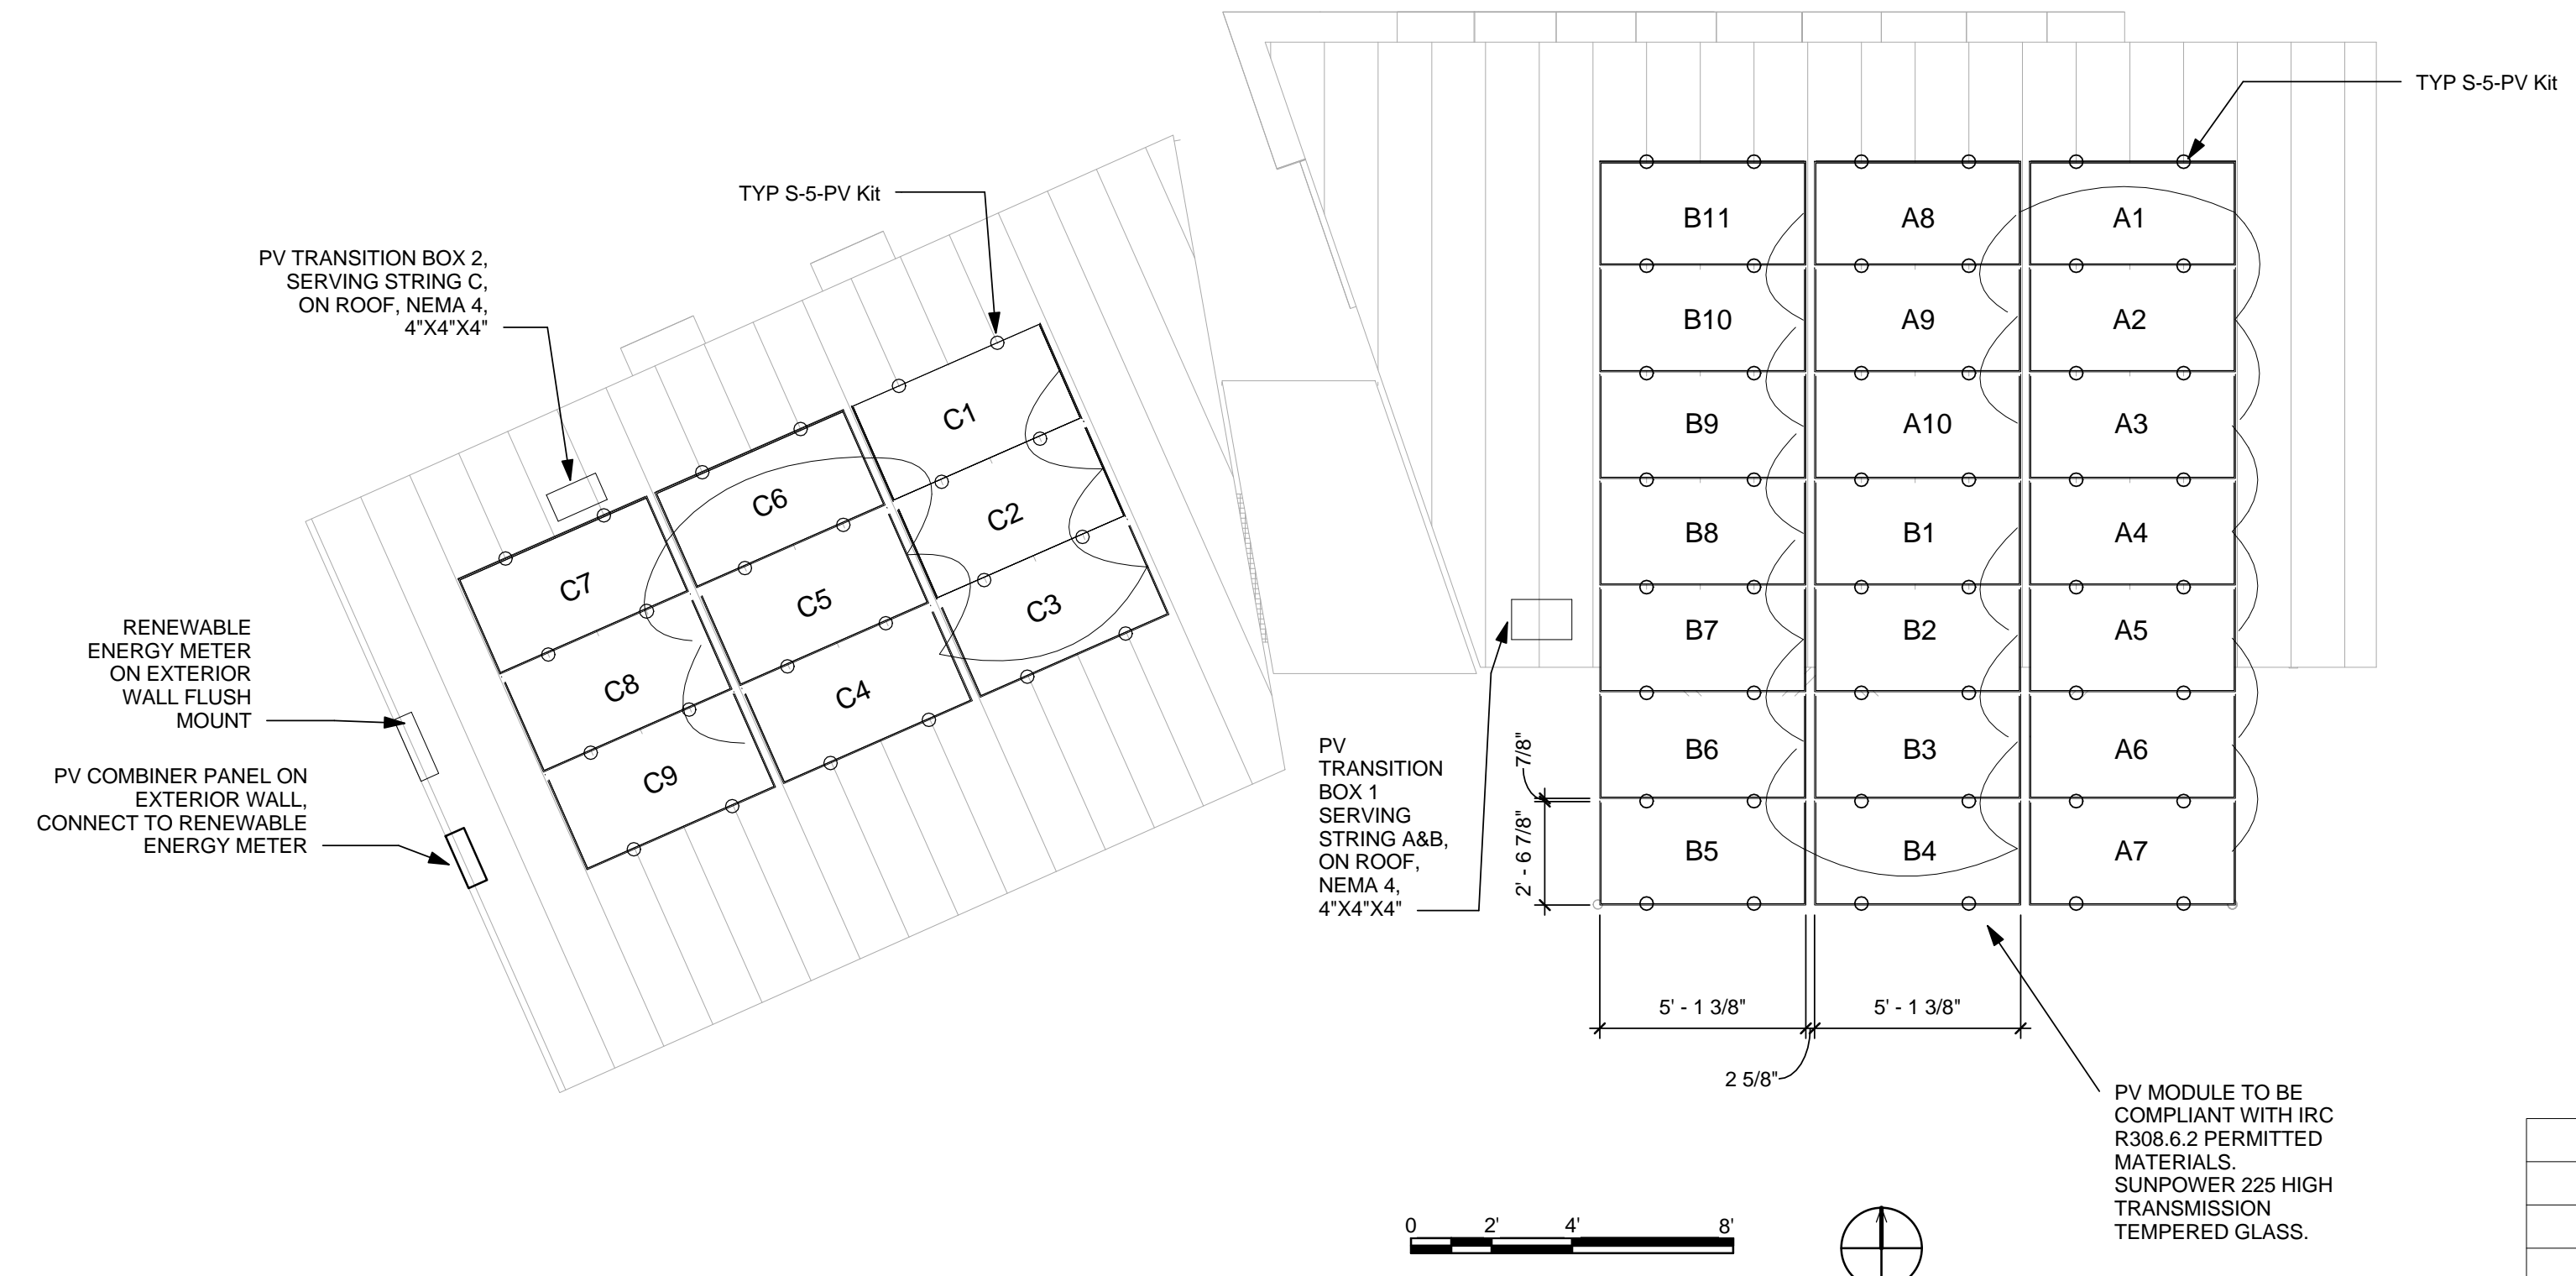 TYP S-5-PV Kit
TYP S-5-PV Kit
PV TRANSITION BOX 2,
SERVING STRING C,
ON ROOF, NEMA 4,
4"X4"X4"
RENEWABLE
ENERGY METER
ON EXTERIOR
WALL FLUSH
MOUNT
PV COMBINER PANEL ON
EXTERIOR WALL,
CONNECT TO RENEWABLE
ENERGY METER
C1
C6
C2
C7
C5
C3
C8
C4
C9
B11
A8
A1
B10
A9
A2
B9
A10
A3
B8
B1
A4
B7
B2
A5
B6
B3
A6
B5
B4
A7
PV
TRANSITION
BOX 1
SERVING
STRING A&B,
ON ROOF,
NEMA 4,
4"X4"X4"
7/8"
2' - 6 7/8"
5' - 1 3/8"
5' - 1 3/8"
2 5/8"
PV MODULE TO BE
COMPLIANT WITH IRC
R308.6.2 PERMITTED
MATERIALS.
SUNPOWER 225 HIGH
TRANSMISSION
TEMPERED GLASS.
0 2' 4' 8'